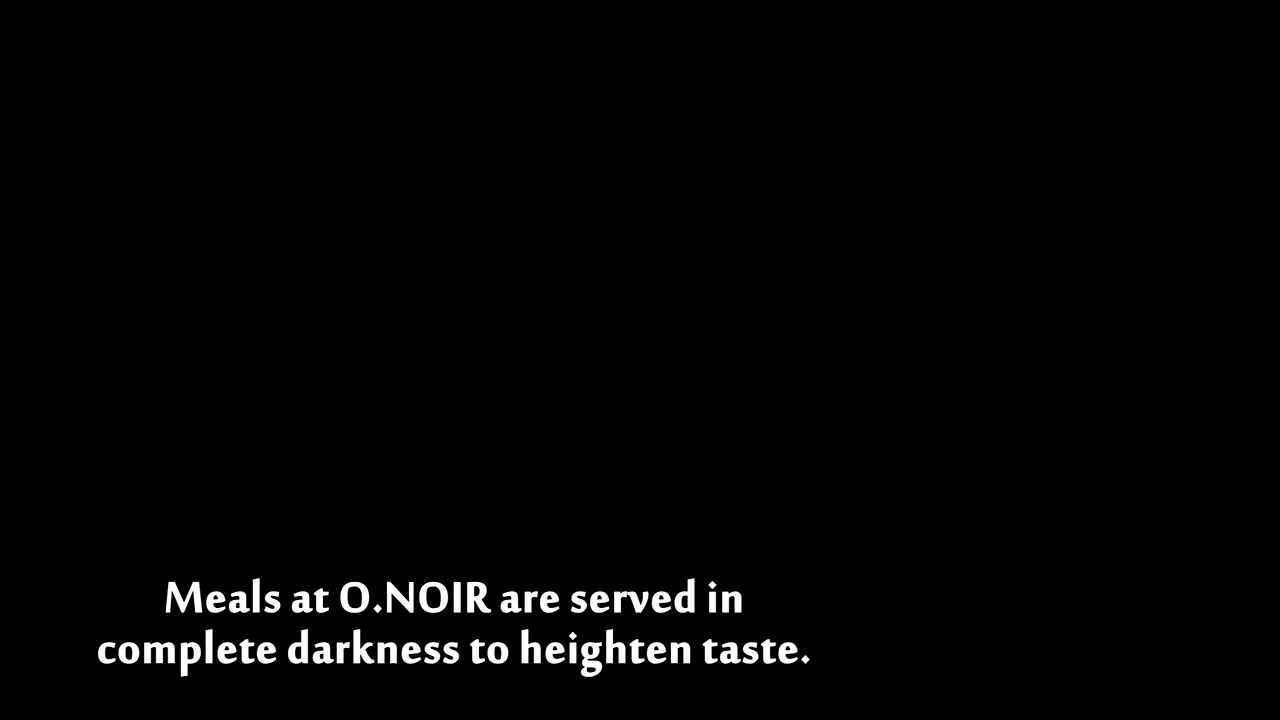 Meals at O.NOIR are served in
complete darkness to heighten taste.